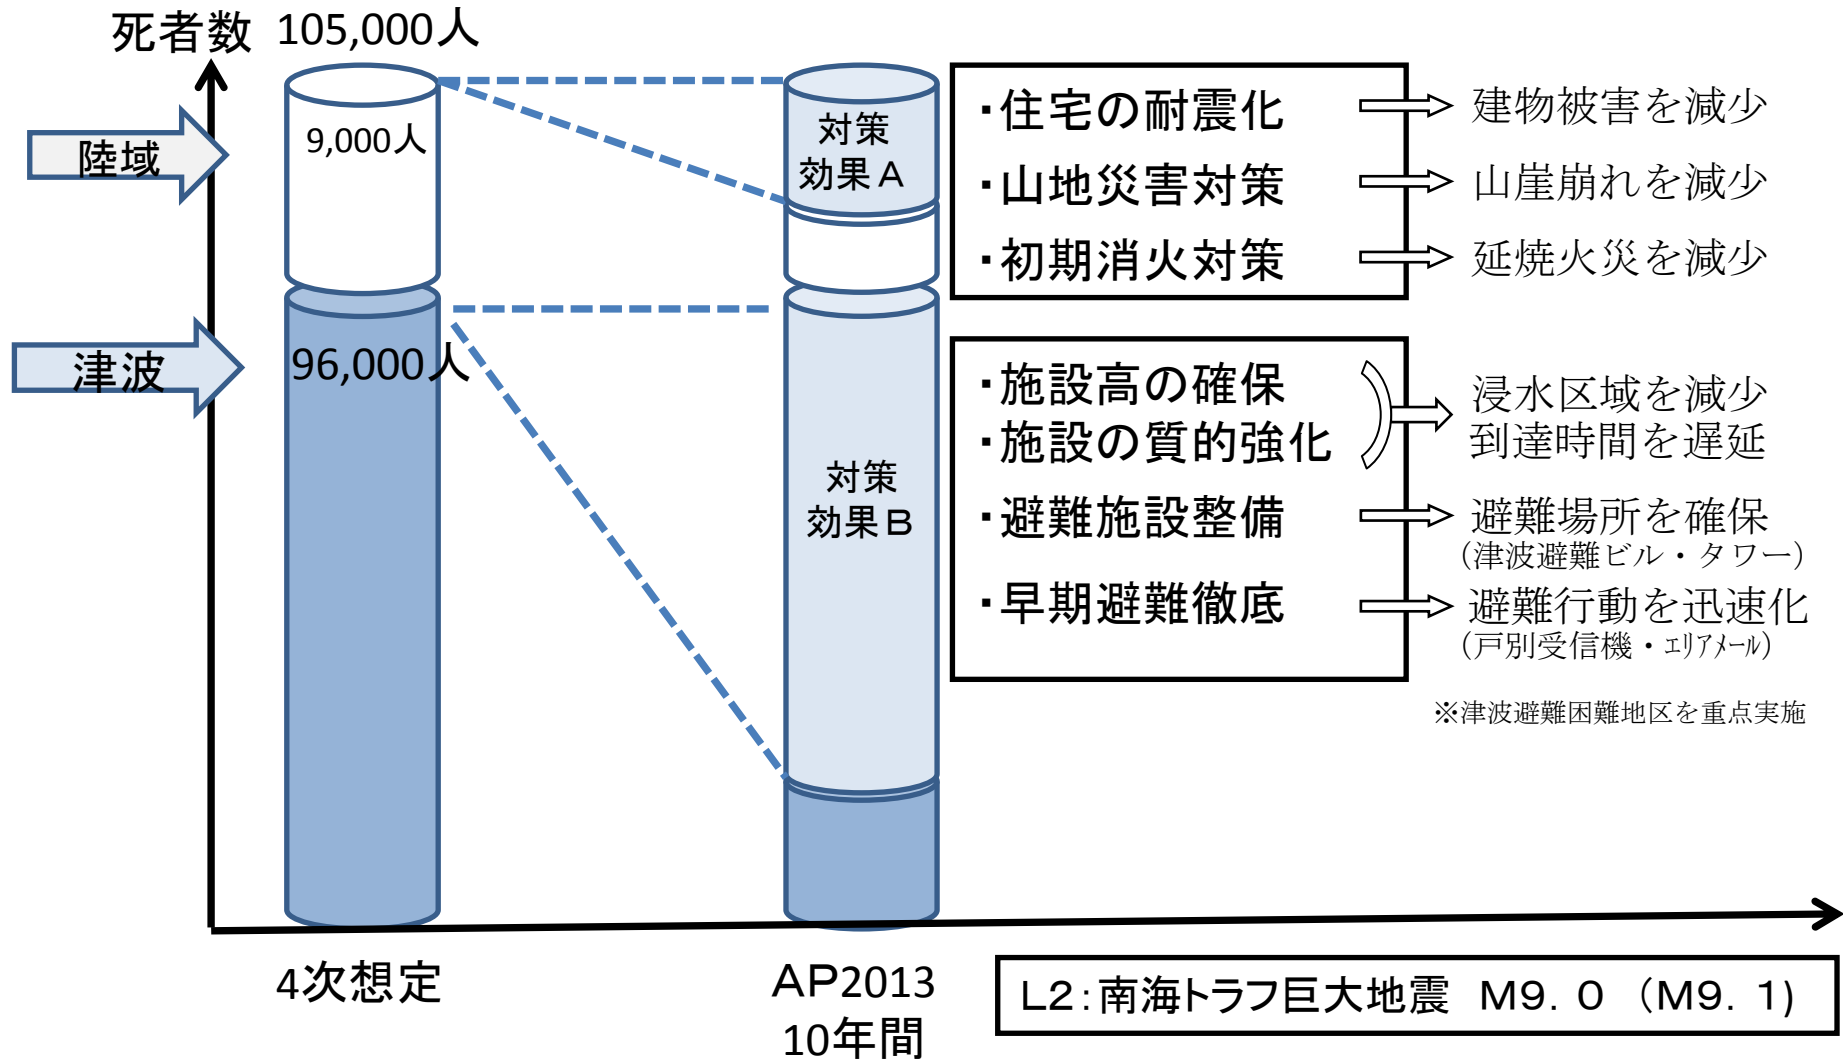 死者数 105,000人
陸域
9,000人
対策
効果A
津波
96,000人
対策
効果B
・住宅の耐震化
建物被害を減少
・山地災害対策
山崖崩れを減少
・初期消火対策
延焼火災を減少
・施設高の確保
・施設の質的強化
浸水区域を減少
到達時間を遅延
・避難施設整備
避難場所を確保
(津波避難ビル・タワー)
・早期避難徹底
避難行動を迅速化
(戸別受信機・エリアメール)
※津波避難困難地区を重点実施
4次想定
AP2013
10年間
L2:南海トラフ巨大地震 M9.0 (M9.1)